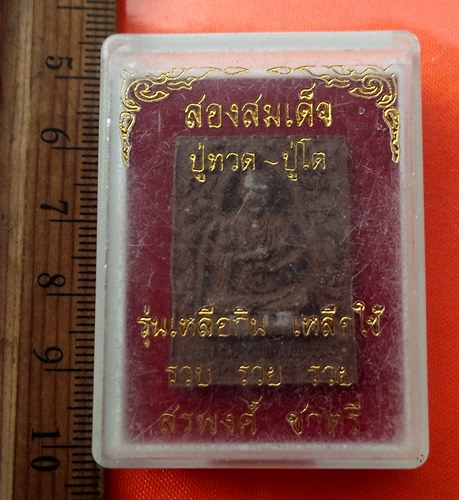 สองสมเด็จ
ปู่ทวด ~ ปู่โต
รุ่นเหลือกิน เหลือใช้
รวย รวย รวย
สรพงศ์ ชาตรี
5
6
7
8
9
10